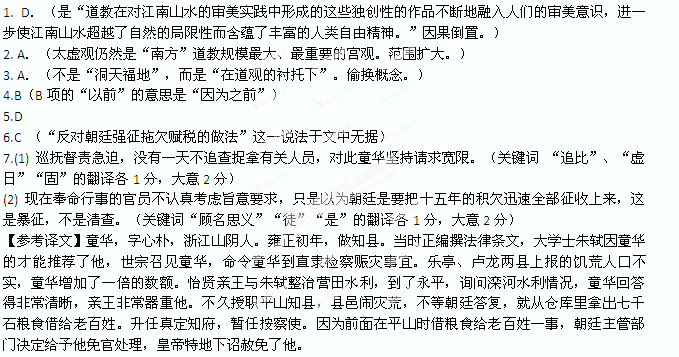 1. D.（是“道教在对江南山水的审美实践中形成的这些独创性的作品不断地融入人们的审美意识，进一
步使江南山水超越了自然的局限性而含蕴了丰富的人类自由精神。”因果倒置。）
2. A.（太虚观仍然是“南方”道教规模最大、最重要的宫观。范围扩大。）
3. A.（不是“洞天福地”，而是“在道观的衬托下”。偷换概念。）
4.B（B 项的“以前”的意思是“因为之前”）
5.D
6.C （“反对朝廷强征拖欠赋税的做法”这一说法于文中无据）
7.(1) 巡抚督责急迫，没有一天不追查捉拿有关人员，对此童华坚持请求宽限。（关键词 “追比”、“虚
日”“固”的翻译各 1 分，大意 2 分）
(2) 现在奉命行事的官员不认真考虑旨意要求，只是以为朝廷是要把十五年的积欠迅速全部征收上来，这
是暴征，不是清查。（关键词“顾名思义”“徒”“是”的翻译各 1 分，大意 2 分）
【参考译文】童华，字心朴，浙江山阴人。雍正初年，做知县。当时正编撰法律条文，大学士朱轼因童华
的才能推荐了他，世宗召见童华，命令童华到直隶检察赈灾事宜。乐亭、卢龙两县上报的饥荒人口不
实，童华增加了一倍的数额。怡贤亲王与朱轼整治营田水利，到了永平，询问滦河水利情况，童华回答
得非常清晰，亲王非常器重他。不久授职平山知县，县邑闹灾荒，不等朝廷答复，就从仓库里拿出七千
石粮食借给老百姓。升任真定知府，暂任按察使。因为前面在平山时借粮食给老百姓一事，朝廷主管部
门决定给予他免官处理，皇帝特地下诏赦免了他。